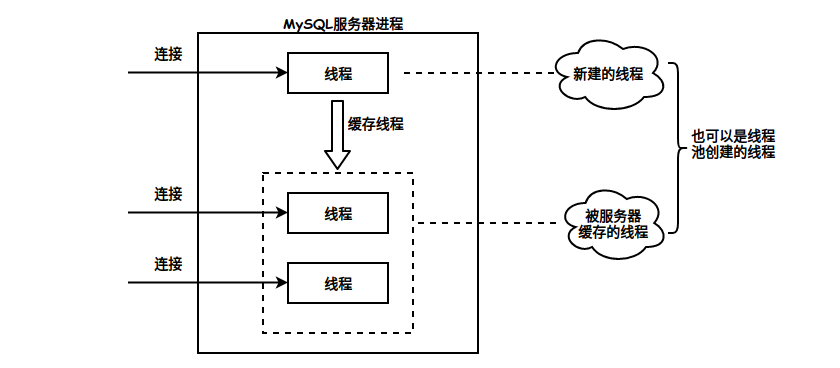 MySQL服务器进程
连接
线程
新建的线程
缓存线程
也可以是线程
池创建的线程
连接
线程
被服务器
缓存的线程
连接
线程